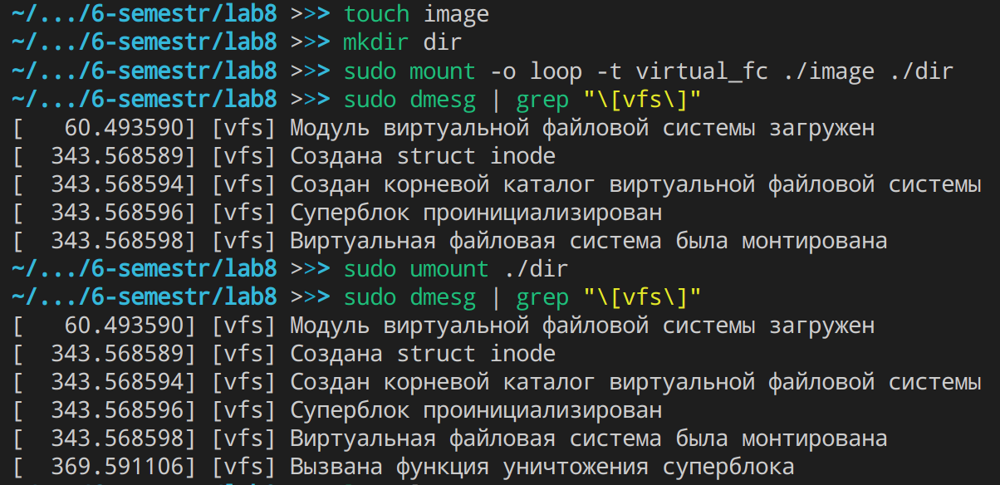 ~/.../6-semestr/lab8 >>> touch image
~/.../6-semestr/lab8 >>> mkdir dir
~/.../6-semestr/lab8 >>> sudo mount -o loop -t virtual_fc ./image ./dir
~/.../6-semestr/lab8 >>> sudo dmesg | grep "\[vfs\]"
[   60.493590] [vfs] Модуль виртуальной файловой системы загружен
[  343.568589] [vfs] Создана struct inode
[  343.568594] [vfs] Создан корневой каталог виртуальной файловой системы
[  343.568596] [vfs] Суперблок проинициализирован
[  343.568598] [vfs] Виртуальная файловая система была монтирована
~/.../6-semestr/lab8 >>> sudo umount ./dir
~/.../6-semestr/lab8 >>> sudo dmesg | grep "\[vfs\]"
[   60.493590] [vfs] Модуль виртуальной файловой системы загружен
[  343.568589] [vfs] Создана struct inode
[  343.568594] [vfs] Создан корневой каталог виртуальной файловой системы
[  343.568596] [vfs] Суперблок проинициализирован
[  343.568598] [vfs] Виртуальная файловая система была монтирована
[  369.591106] [vfs] Вызвана функция уничтожения суперблока